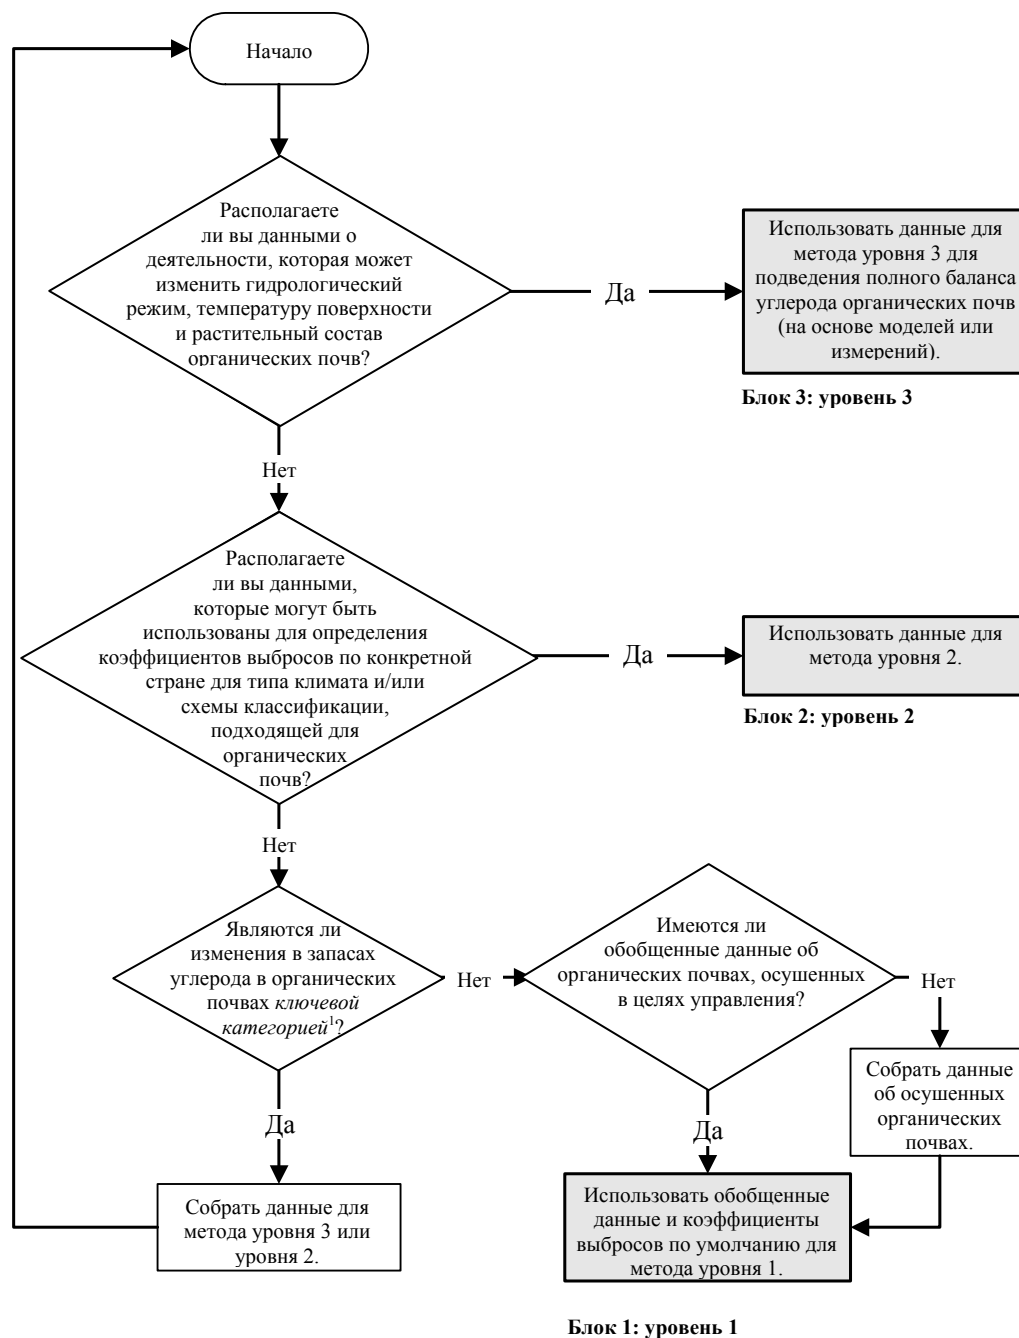 Начало
Располагаете
ли вы данными о
деятельности, которая может
изменить гидрологический
режим, температуру поверхности
и растительный состав
органических почв?
Да
Использовать данные для
метода уровня 3 для
подведения полного баланса
углерода органических почв
(на основе моделей или
измерений).
Блок 3: уровень 3
Нет
Располагаете
ли вы данными,
которые могут быть
использованы для определения
коэффициентов выбросов по конкретной
стране для типа климата и/или
схемы классификации,
подходящей для
органических
почв?
Да
Использовать данные для
метода уровня 2.
Блок 2: уровень 2
Нет
Являются ли
изменения в запасах
углерода в органических
почвах ключевой
категорией¹?
Нет
Имеются ли
обобщенные данные об
органических почвах, осушенных
в целях управления?
Нет
Собрать данные
об осушенных
органических
почвах.
Да
Да
Собрать данные для
метода уровня 3 или
уровня 2.
Использовать обобщенные
данные и коэффициенты
выбросов по умолчанию для
метода уровня 1.
Блок 1: уровень 1